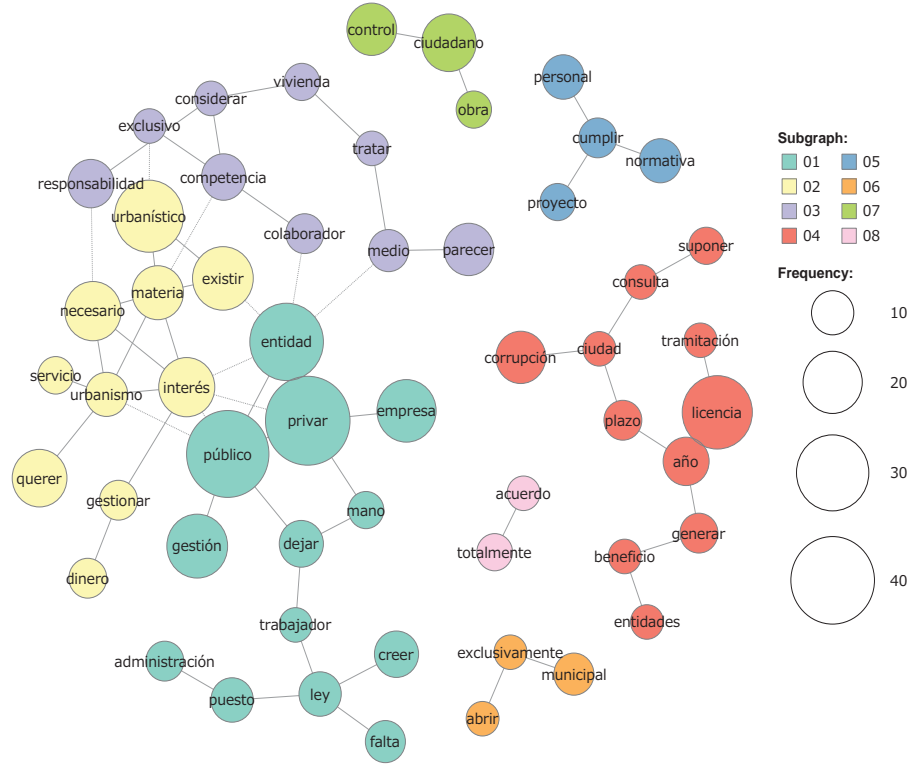 control
ciudadano
obra
personal
cumplir
normativa
proyecto
vivienda
considerar
exclusivo
tratar
responsabilidad
competencia
urbanístico
colaborador
medio
parecer
existir
materia
necesario
entidad
servicio
urbanismo
interés
privar
empresa
público
querer
gestionar
mano
gestión
dejar
dinero
trabajador
administración
creer
puesto
ley
falta
suponer
consulta
tramitación
corrupción
ciudad
licencia
plazo
año
acuerdo
totalmente
generar
beneficio
entidades
exclusivamente
municipal
abrir
Subgraph:
01 05
02 06
03 07
04 08
Frequency:
10
20
30
40